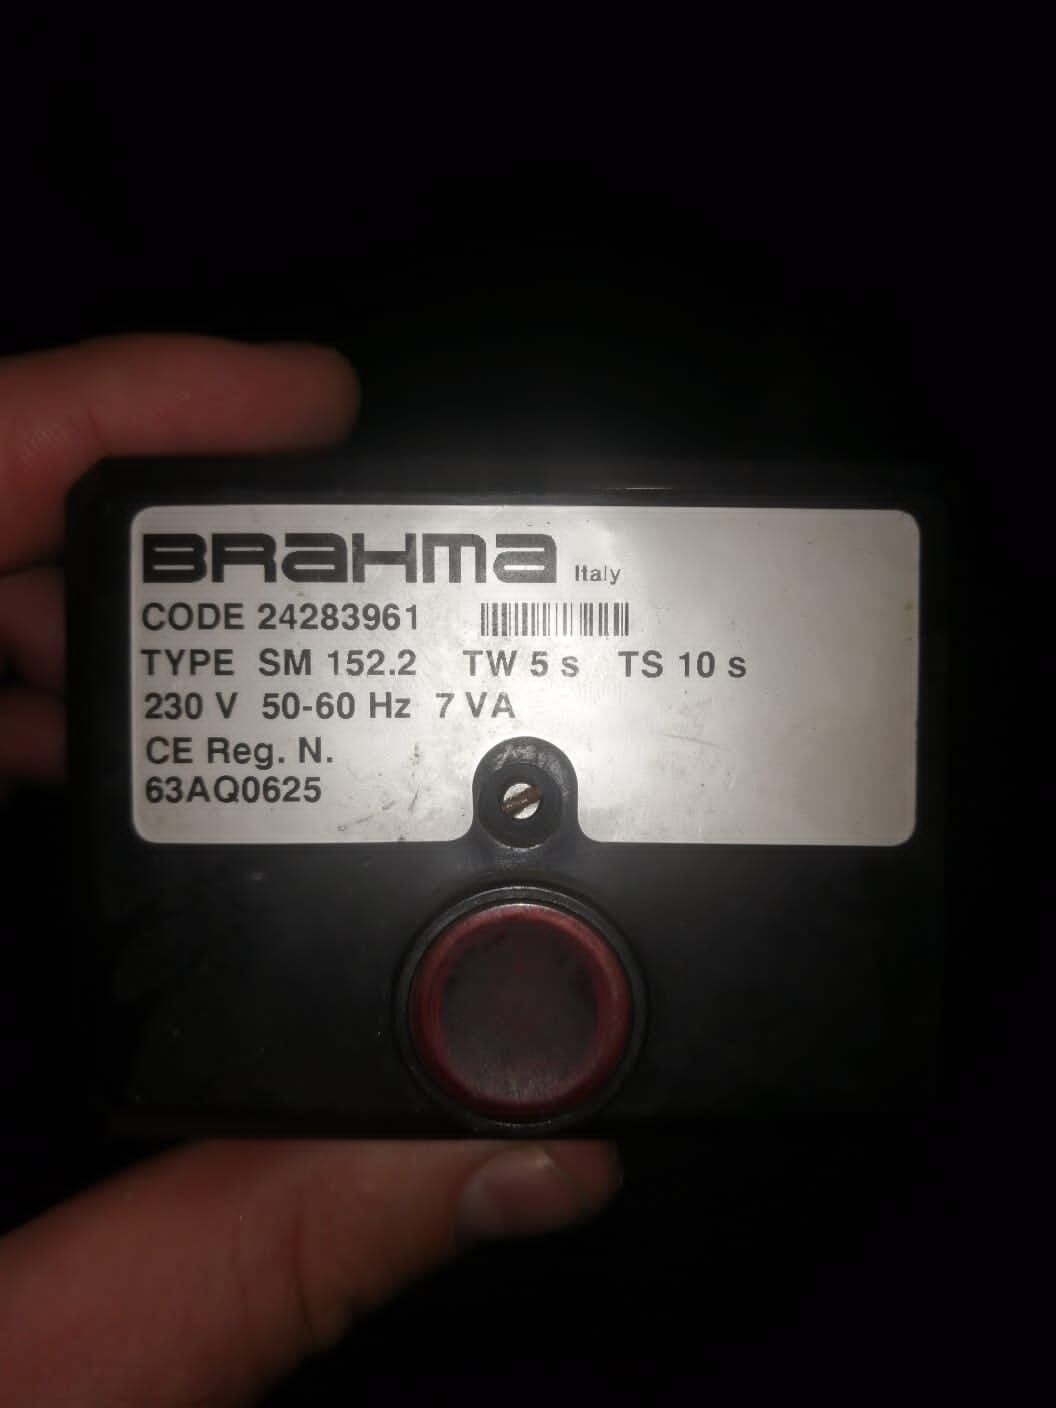 BRAHMA Italy
CODE 24283961
TYPE SM 152.2 TW 5 s TS 10 s
230 V 50-60 Hz 7 VA
CE Reg. N.
63AQ0625